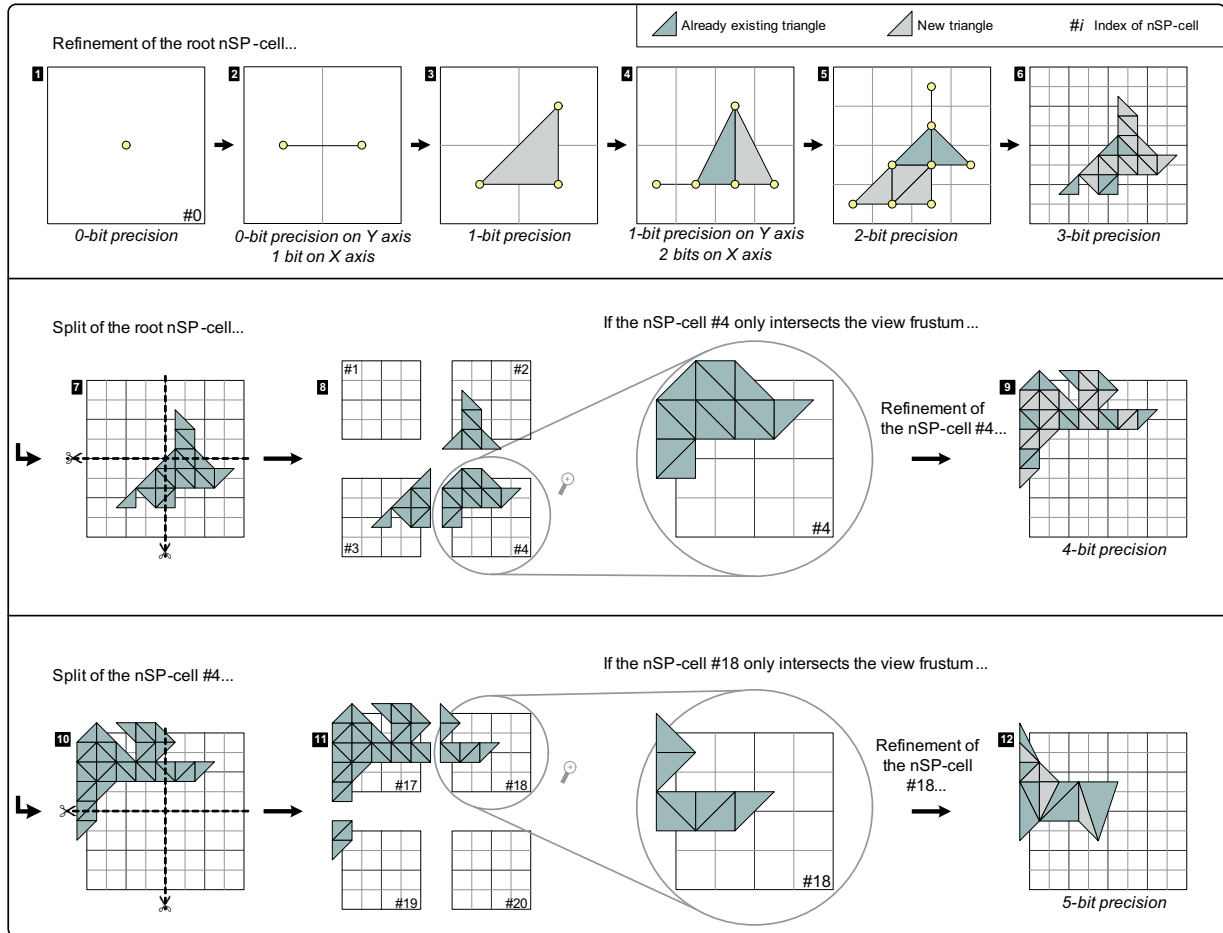 Already existing triangle
New triangle
#i Index of nSP-cell
Refinement of the root nSP-cell...
1
2
3
4
5
6
#0
0-bit precision
0-bit precision on Y axis
1 bit on X axis
1-bit precision
1-bit precision on Y axis
2 bits on X axis
2-bit precision
3-bit precision
Split of the root nSP-cell...
If the nSP-cell #4 only intersects the view frustum...
7
8
#1
#2
#3
#4
#4
Refinement of
the nSP-cell #4...
9
4-bit precision
Split of the nSP-cell #4...
If the nSP-cell #18 only intersects the view frustum...
10
11
#17
#18
#19
#20
#18
Refinement of
the nSP-cell
#18...
12
5-bit precision